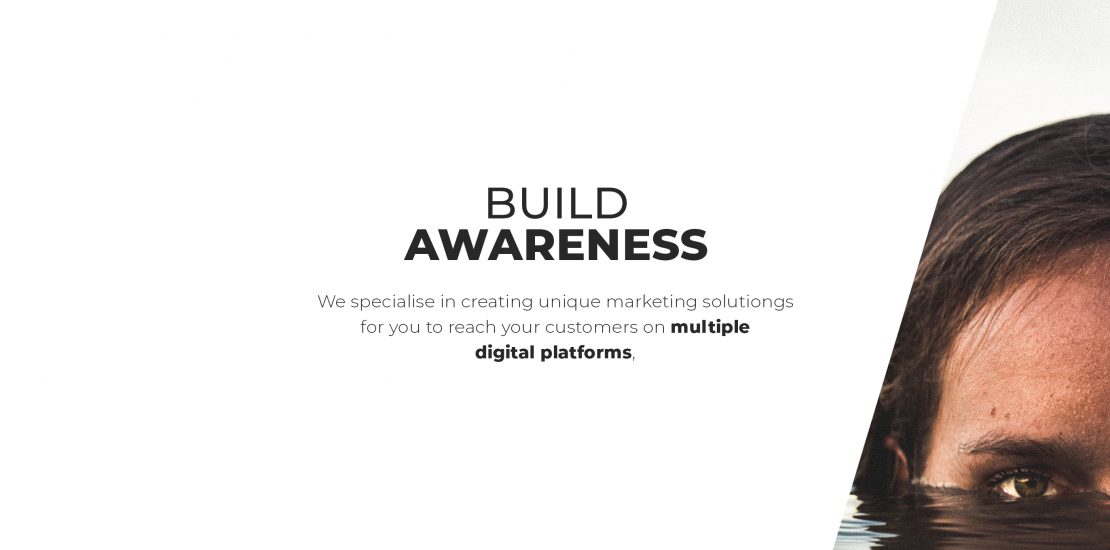 BUILD
AWARENESS
We specialise in creating unique marketing solutiongs
for you to reach your customers on multiple
digital platforms,